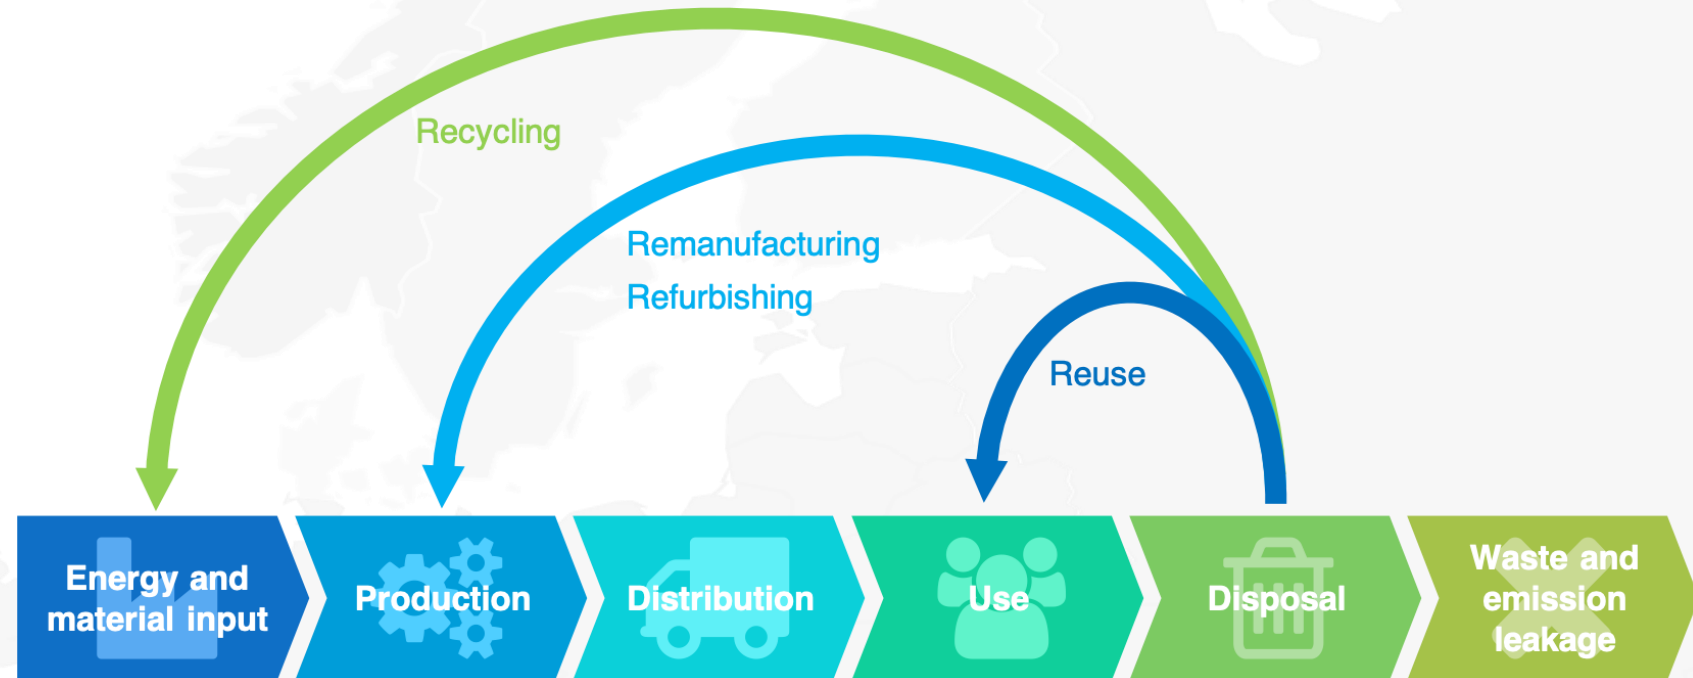 Recycling
Remanufacturing
Refurbishing
Reuse
Energy and
material input
Production
Distribution
Use
Disposal
Waste and
emission
leakage